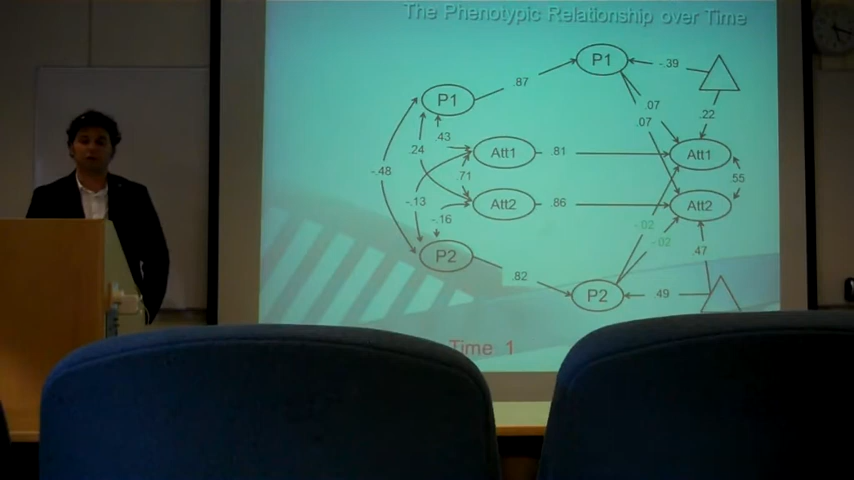 The Phenotypic Relationship over Time
P1
-.39
.87
P1
.07
.22
.43
.07
.24
Att1
.81
Att1
-.48
.71
.55
-.13
Att2
.86
Att2
-.16
-.02
-.02
P2
.47
.82
P2
.49
Time 1